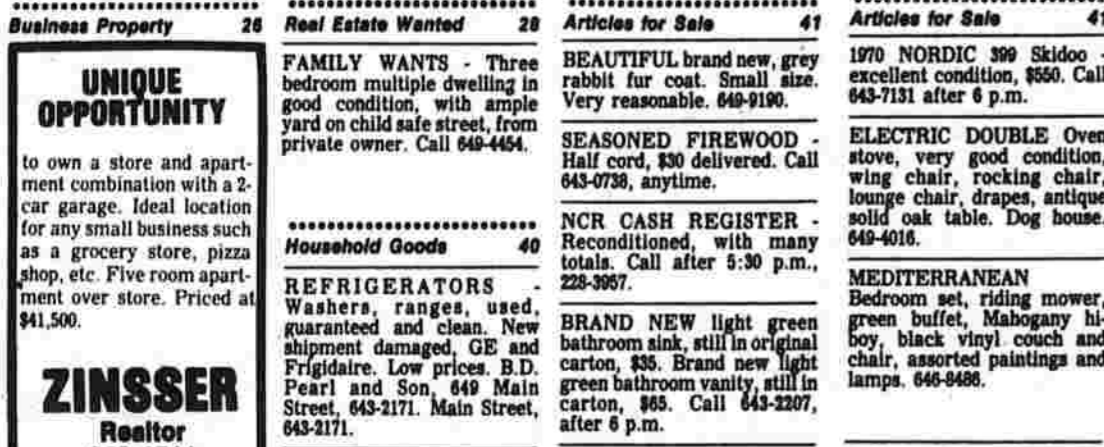 Business Property 26
UNIQUE
OPPORTUNITY
to own a store and apart-
ment combination with a 2-
car garage. Ideal location
for any small business such
as a grocery store, pizza
shop, etc. Five room apart-
ment over store. Priced at
$41,500.
ZINSSER
Realtor
Real Estate Wanted 28
FAMILY WANTS - Three
bedroom multiple dwelling in
good condition, with ample
yard on child safe street, from
private owner. Call 649-4454.
Household Goods 40
REFRIGERATORS -
Washers, ranges, used,
guaranteed and clean. New
shipment damaged, GE and
Frigidaire. Low prices. B.D.
Pearl and Son, 649 Main
Street, 643-2171. Main Street,
643-2171.
Articles for Sale 41
BEAUTIFUL brand new, grey
rabbit fur coat. Small size.
Very reasonable. 649-9190.
SEASONED FIREWOOD -
Half cord, $30 delivered. Call
643-0738, anytime.
NCR CASH REGISTER -
Reconditioned, with many
totals. Call after 5:30 p.m.,
228-3957.
BRAND NEW light green
bathroom sink, still in original
carton, $35. Brand new light
green bathroom vanity, still in
carton, $65. Call 643-2207,
after 6 p.m.
Articles for Sale 41
1970 NORDIC 399 Skidoo -
excellent condition, $550. Call
643-7131 after 6 p.m.
ELECTRIC DOUBLE Oven
stove, very good condition,
wing chair, rocking chair,
lounge chair, drapes, antique
solid oak table. Dog house.
649-4016.
MEDITERRANEAN
Bedroom set, riding mower,
green buffet, Mahogany hi-
boy, black vinyl couch and
chair, assorted paintings and
lamps. 646-8486.